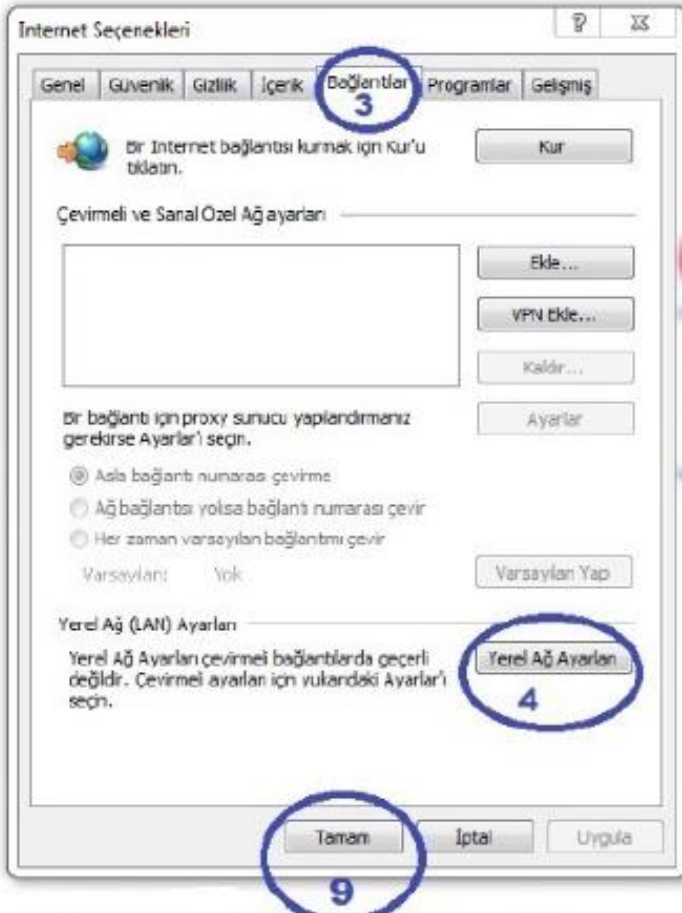 İnternet Seçenekleri
Genel Güvenlik Gizlilik İçerik Bağlantılar Programlar Gelişmiş
3
Bir Internet bağlantısı kurmak için Kur'u Kur
tıklatın.
Çevirmeli ve Sanal Özel Ağ ayarları
Ekle...
VPN Ekle...
Kaldır...
Bir bağlantı için proxy sunucu yapılandırmanız
gerekirse Ayarlar'ı seçin.
Ayarlar
Asla bağlantı numarası çevirme
Ağ bağlantısı yoksa bağlantı numarası çevir
Her zaman varsayılan bağlantımı çevir
Varsayılan: Yok Varsayılan Yap
Yerel Ağ (LAN) Ayarları
Yerel Ağ Ayarları çevirmeli bağlantılarda geçerli
değildir. Çevirmeli ayarları için yukarıdaki Ayarlar'ı
seçin.
Yerel Ağ Ayarları
4
Tamam İptal Uygula
9